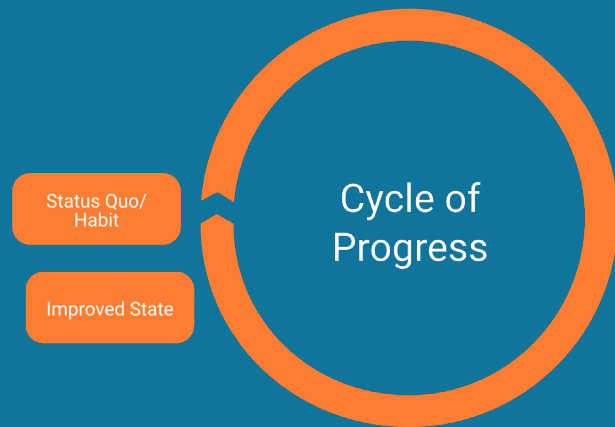 Status Quo/
Habit
Improved State
Cycle of
Progress